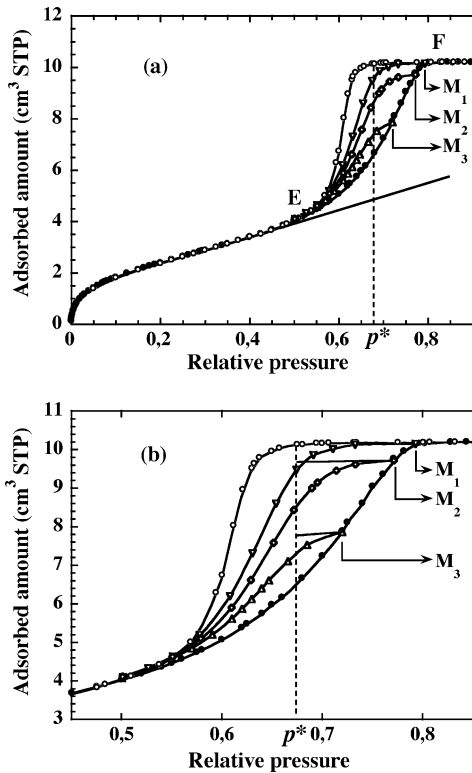 (a)
F
12
10
8
6
4
2
0
Adsorbed amount (cm³ STP)
E
M₁
M₂
M₃
0
0,2
0,4
0,6
p*
0,8
Relative pressure
(b)
12
11
10
9
8
7
6
5
4
3
Adsorbed amount (cm³ STP)
M₁
M₂
M₃
0,5
0,6
p*
0,7
0,8
Relative pressure